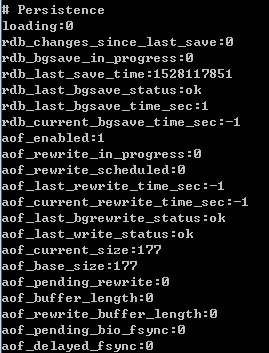 # Persistence
loading:0
rdb_changes_since_last_save:0
rdb_bgsave_in_progress:0
rdb_last_save_time:1528117851
rdb_last_bgsave_status:ok
rdb_last_bgsave_time_sec:1
rdb_current_bgsave_time_sec:-1
aof_enabled:1
aof_rewrite_in_progress:0
aof_rewrite_scheduled:0
aof_last_rewrite_time_sec:-1
aof_current_rewrite_time_sec:-1
aof_last_bgrewrite_status:ok
aof_last_write_status:ok
aof_current_size:177
aof_base_size:177
aof_pending_rewrite:0
aof_buffer_length:0
aof_rewrite_buffer_length:0
aof_pending_bio_fsync:0
aof_delayed_fsync:0